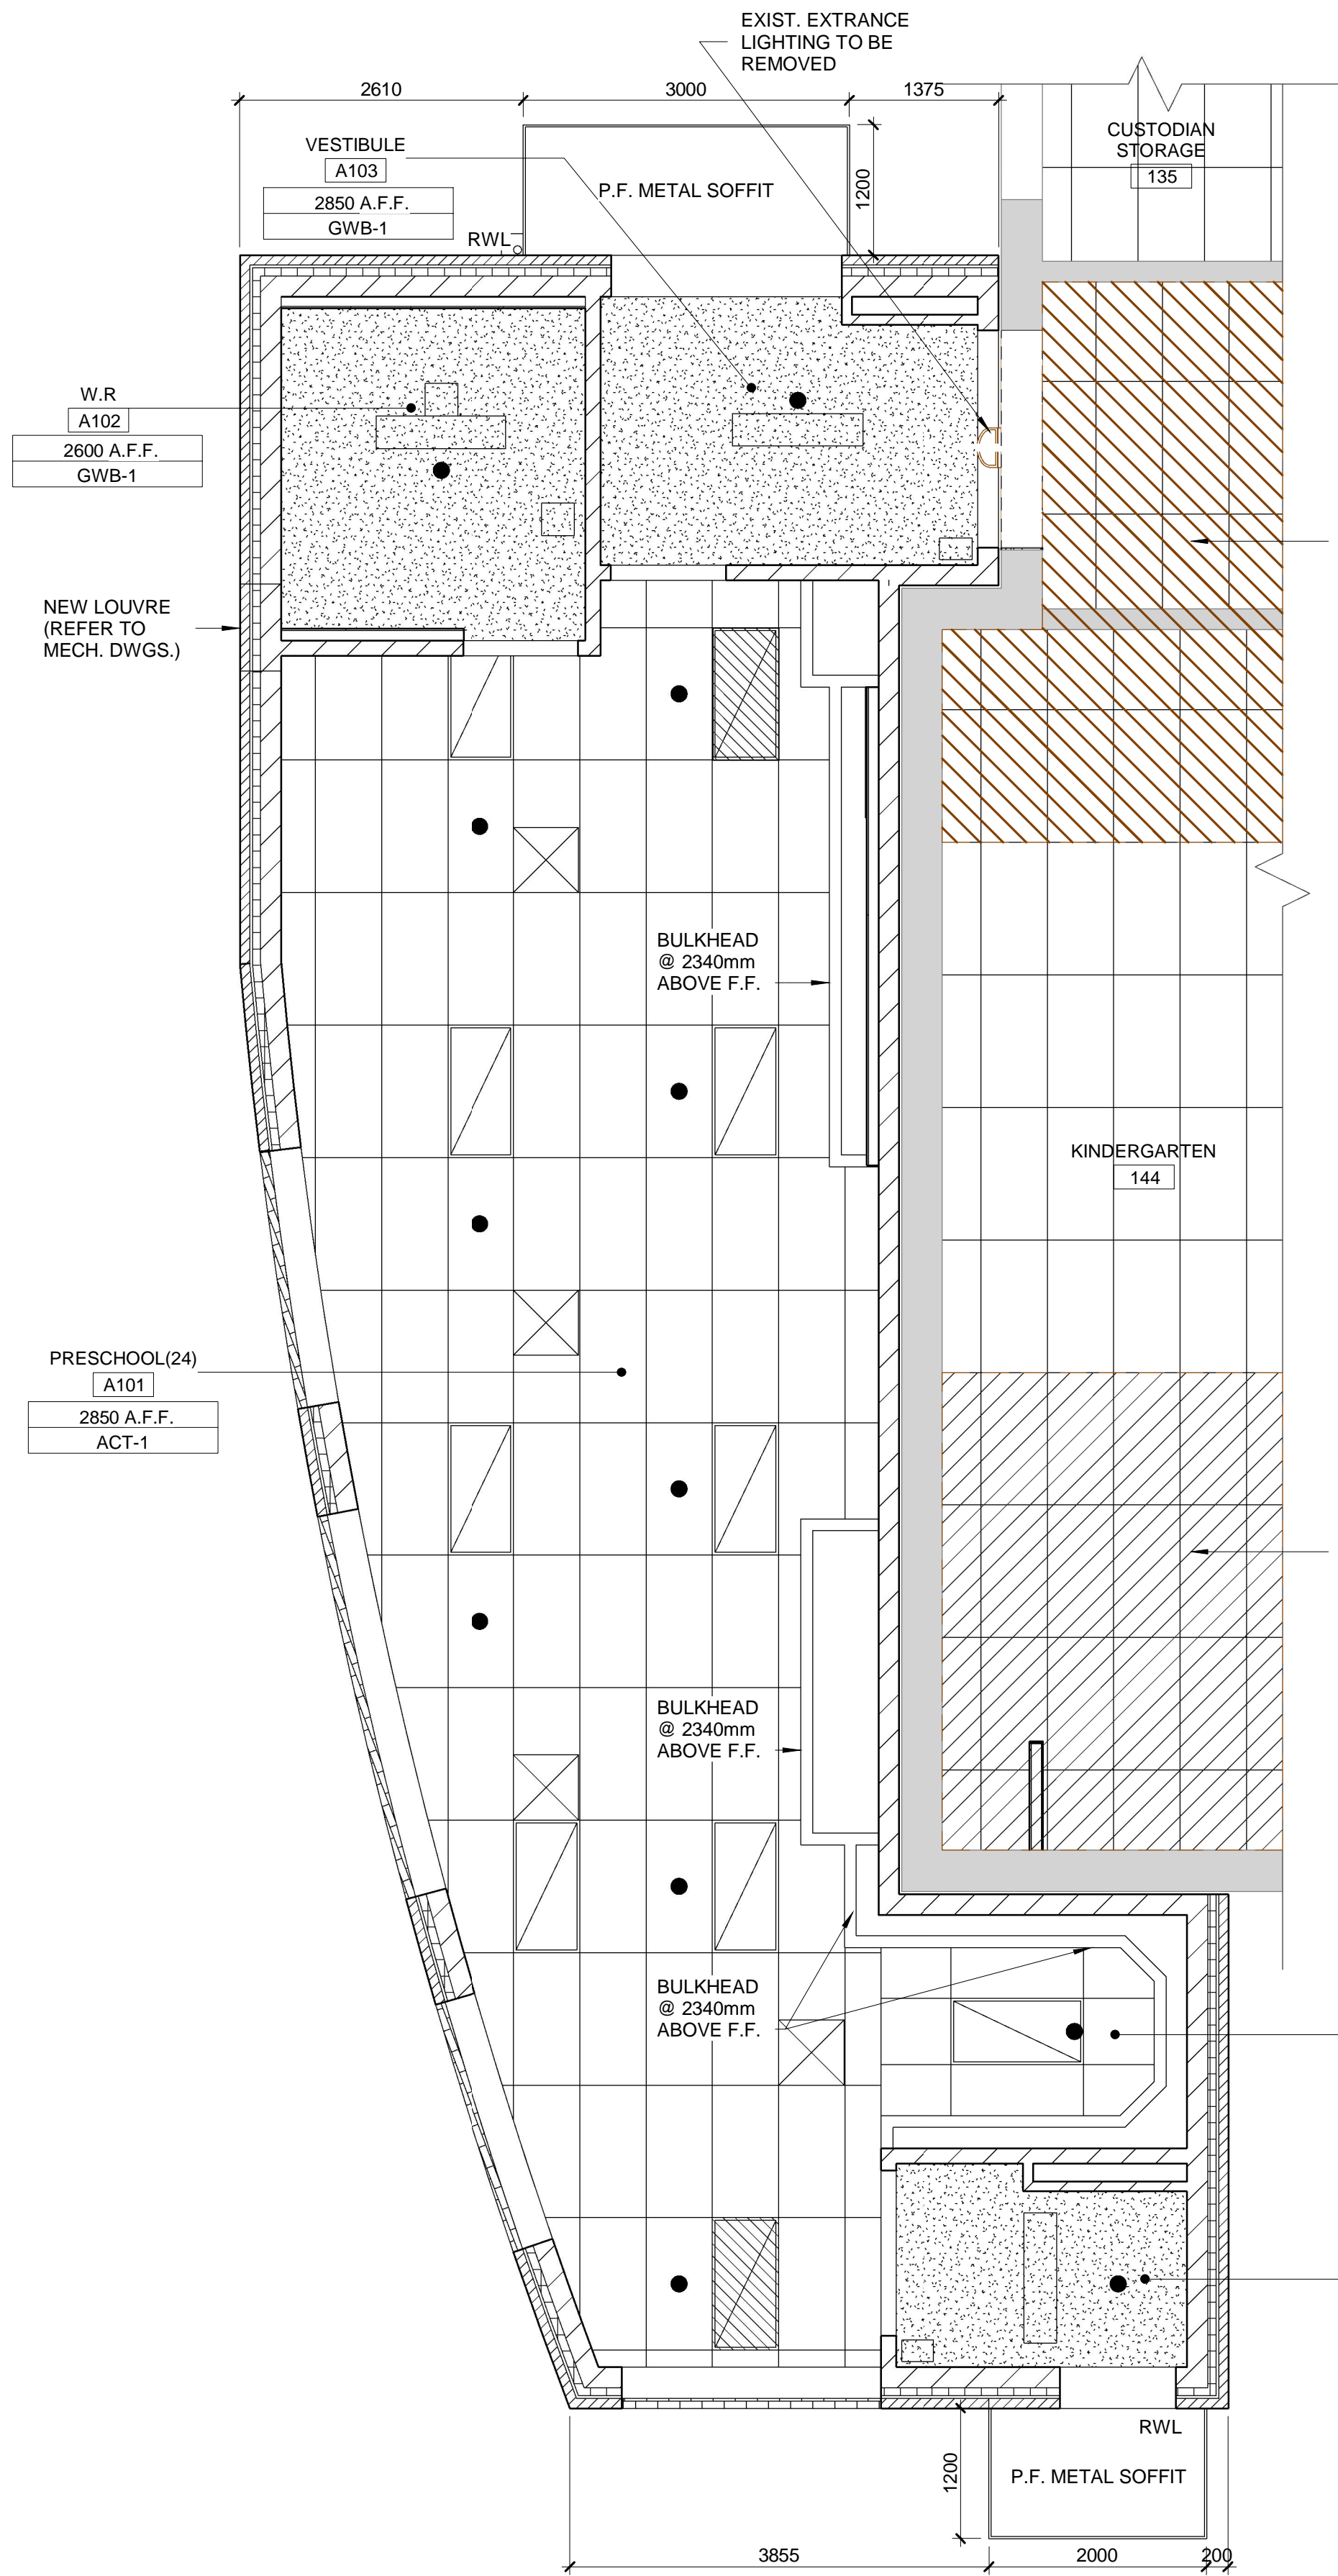 EXIST. EXTRANCE
LIGHTING TO BE
REMOVED
2610
3000
1375
CUSTODIAN
STORAGE
135
VESTIBULE
A103
2850 A.F.F.
GWB-1
P.F. METAL SOFFIT
1200
RWL
W.R
A102
2600 A.F.F.
GWB-1
NEW LOUVRE
(REFER TO
MECH. DWGS.)
BULKHEAD
@ 2340mm
ABOVE F.F.
KINDERGARTEN
144
PRESCHOOL(24)
A101
2850 A.F.F.
ACT-1
BULKHEAD
@ 2340mm
ABOVE F.F.
BULKHEAD
@ 2340mm
ABOVE F.F.
RWL
1200
P.F. METAL SOFFIT
3855
2000
200